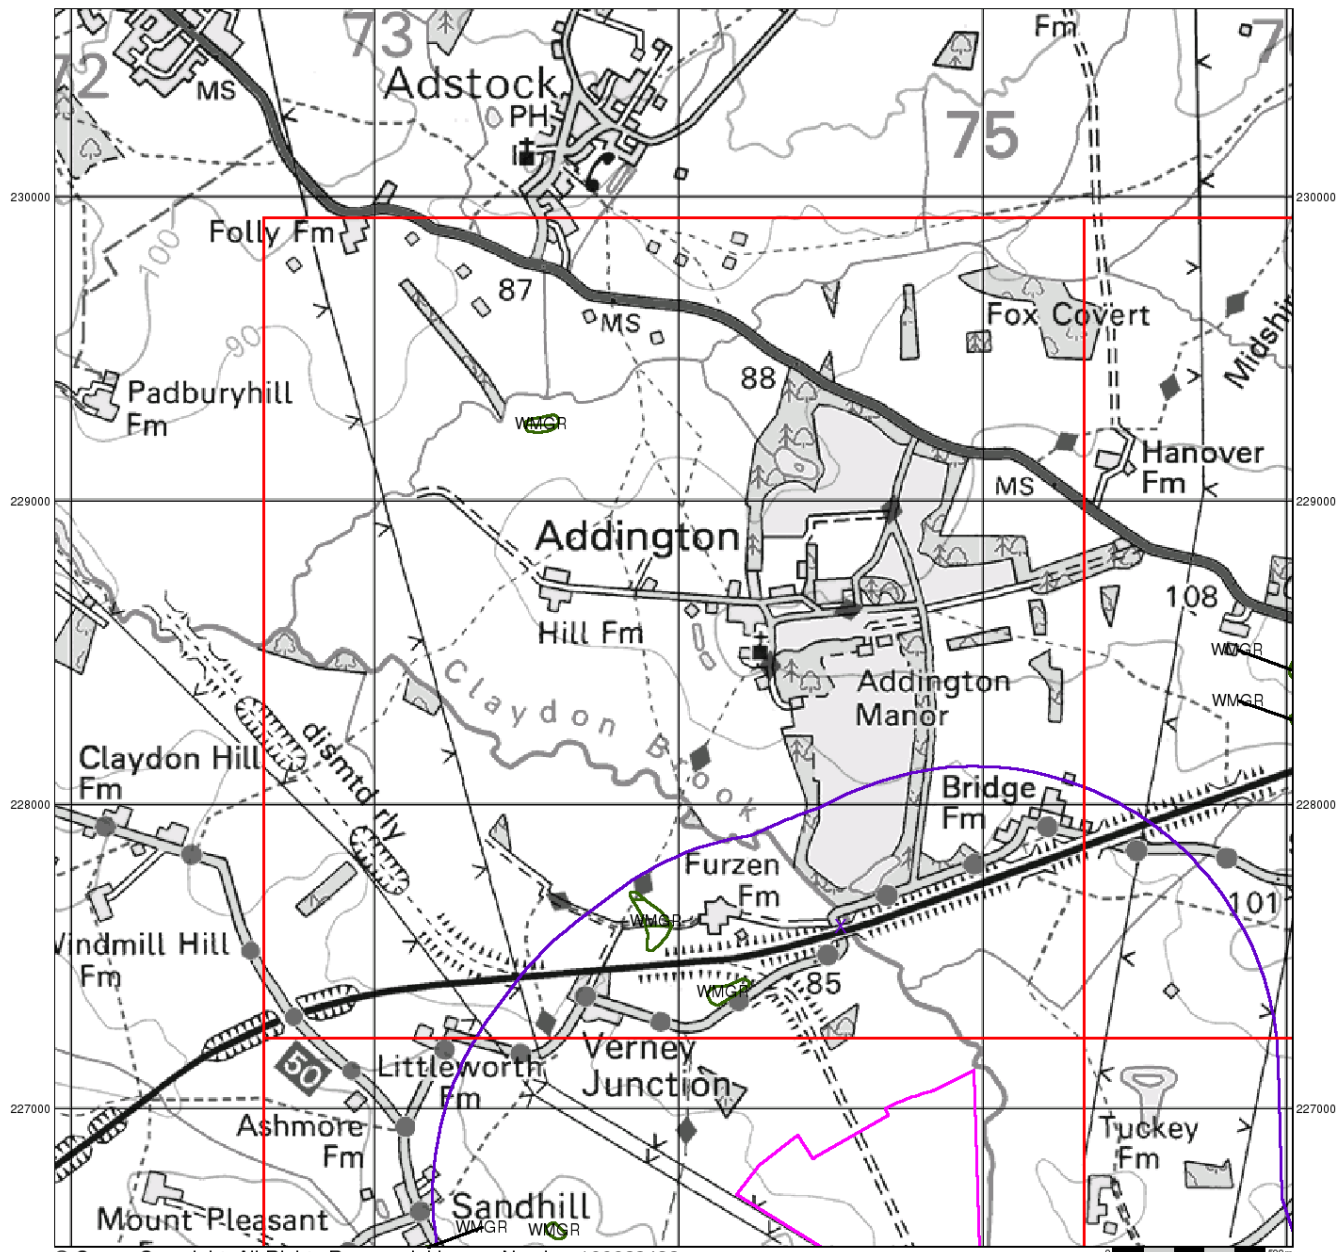 72
73
75
7
Fm
MS
Adstock
PH
230000
230000
Folly Fm
100
87
MS
Fox Covert
Midshir
90
88
Padburyhill
Fm
WMGR
Hanover
Fm
MS
229000
229000
Addington
108
Hill Fm
WMGR
Addington
Manor
WMGR
Claydon Brook
dismtd rly
Claydon Hill
Fm
Bridge
Fm
228000
228000
Furzen
Fm
WMGR
101
Windmill Hill
Fm
WMGR
85
50
Littleworth
Fm
Verney
Junction
227000
227000
Ashmore
Fm
Tuckey
Fm
Mount Pleasant
Sandhill
WMGR
WMGR